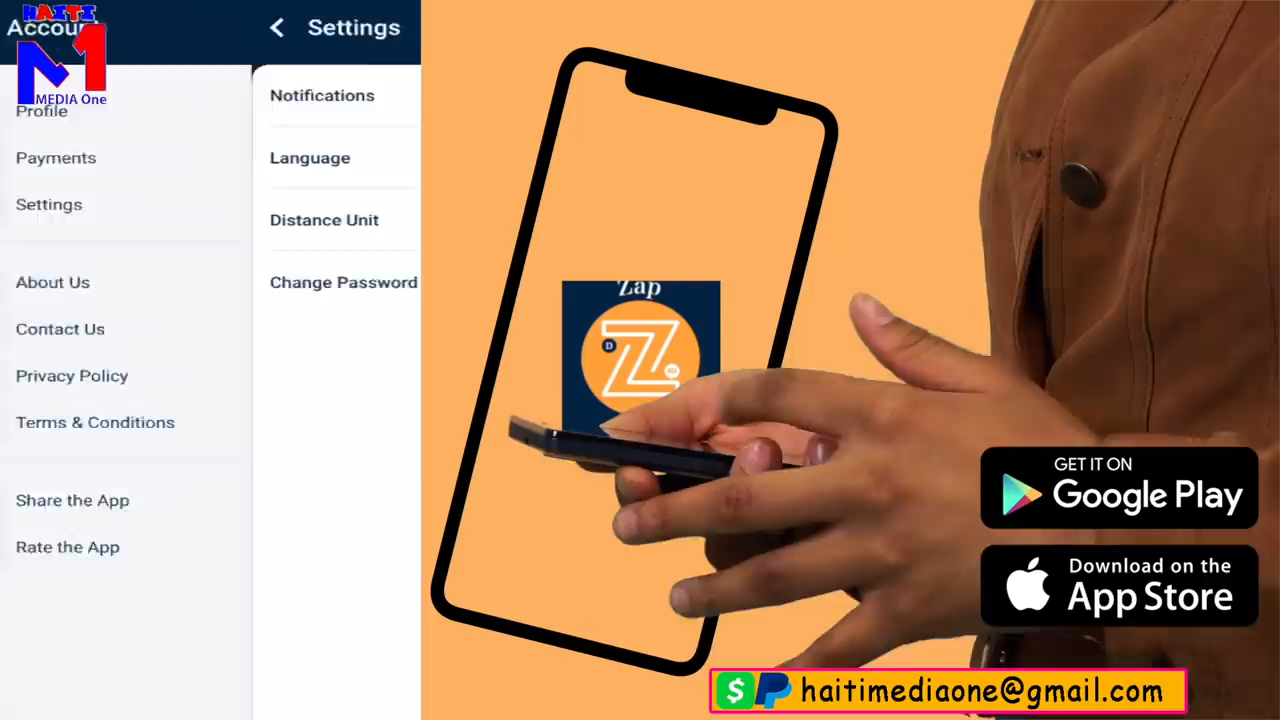 HAITI
Account
M1
MEDIA One
Profile
Payments
Settings
About Us
Contact Us
Privacy Policy
Terms & Conditions
Share the App
Rate the App
Settings
Notifications
Language
Distance Unit
Change Password
Zap
D
Z
GET IT ON
Google Play
Download on the
App Store
$ haitimediaone@gmail.com